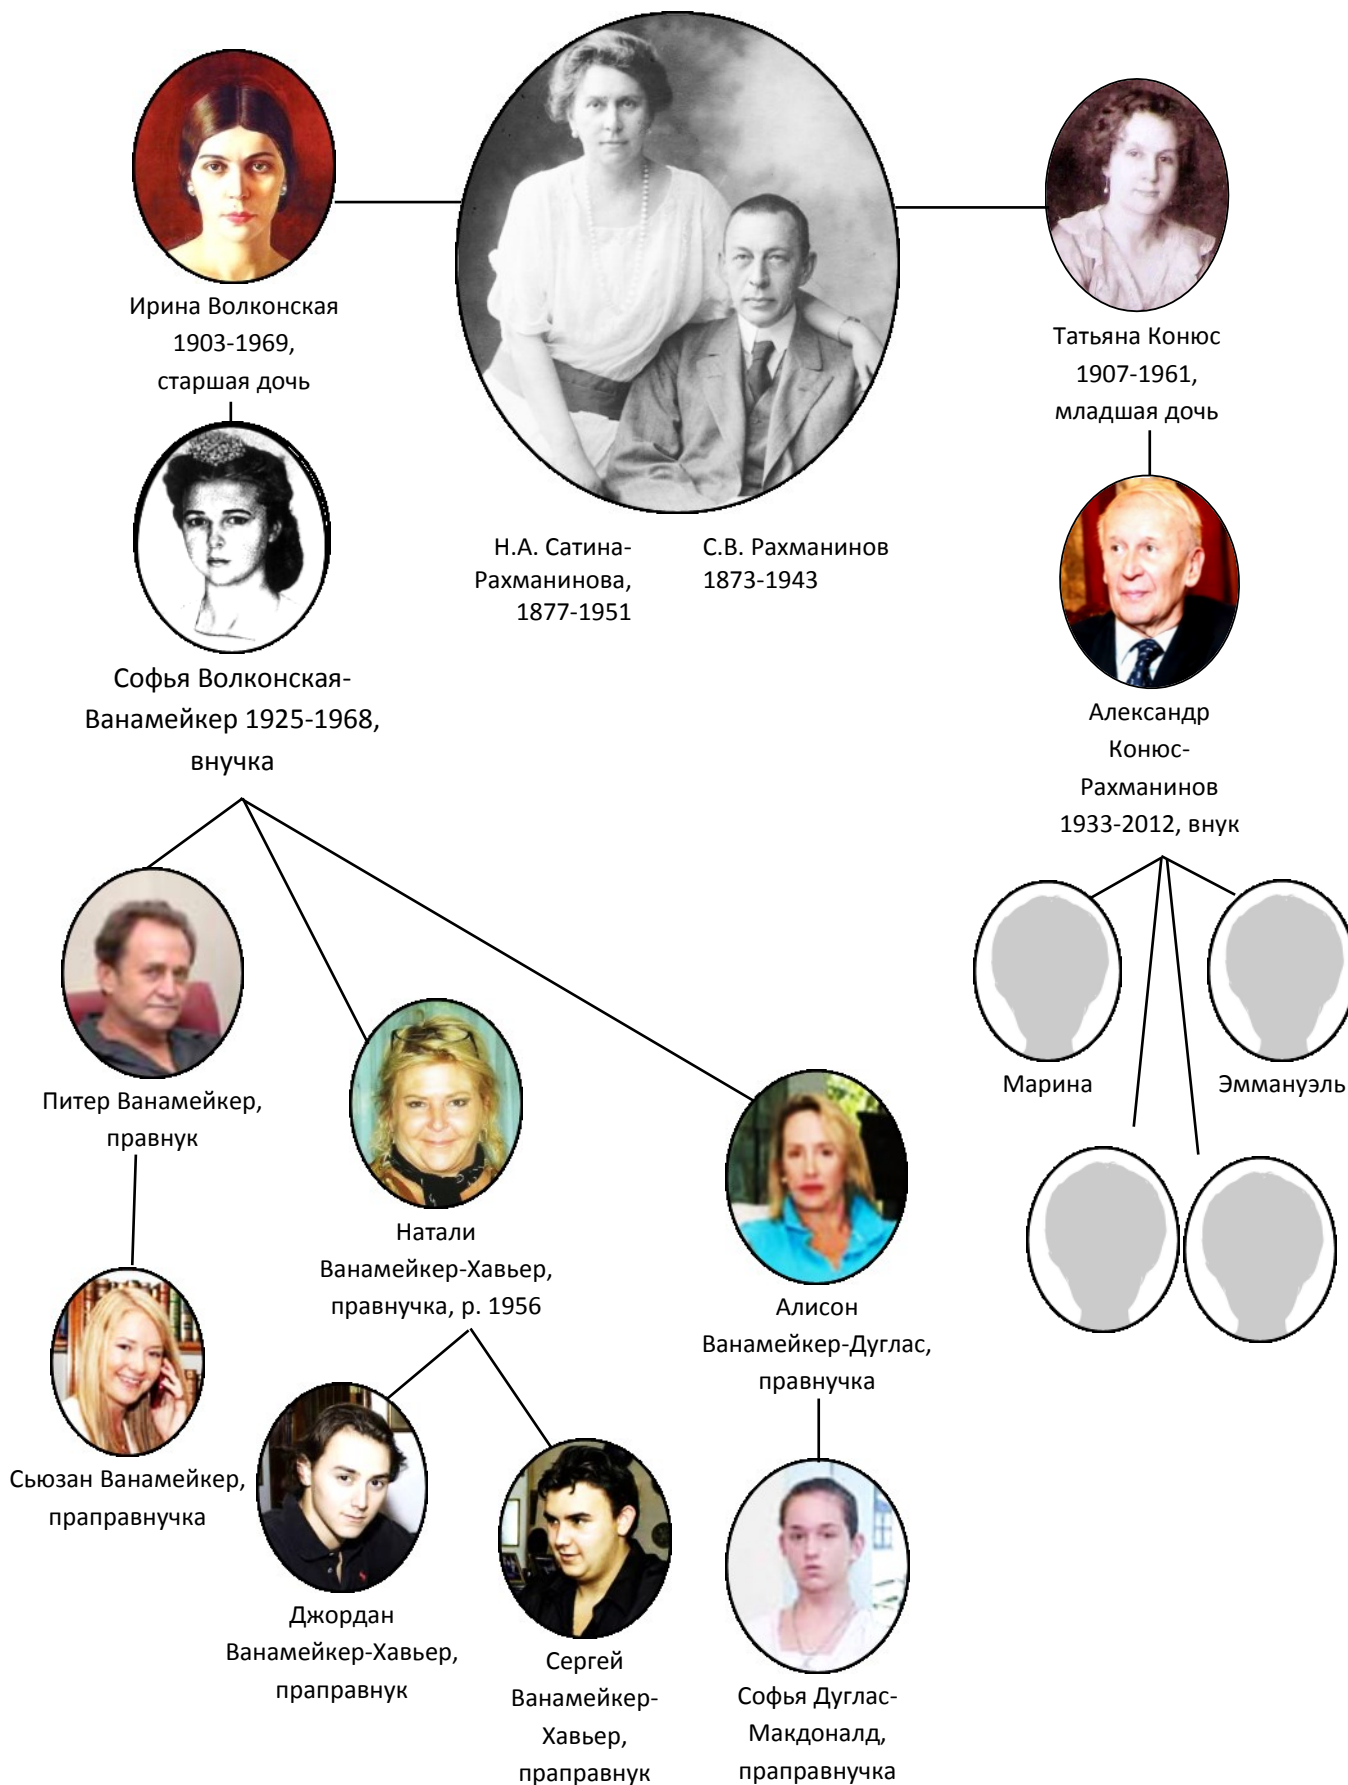 Ирина Волконская
1903-1969,
старшая дочь
Н.А. Сатина-
Рахманинова,
1877-1951
С.В. Рахманинов
1873-1943
Татьяна Конюс
1907-1961,
младшая дочь
Софья Волконская-
Ванамейкер 1925-1968,
внучка
Александр
Конюс-
Рахманинов
1933-2012, внук
Питер Ванамейкер,
правнук
Натали
Ванамейкер-Хавьер,
правнучка, р. 1956
Алисон
Ванамейкер-Дуглас,
правнучка
Марина
Эммануэль
Сьюзан Ванамейкер,
праправнучка
Джордан
Ванамейкер-Хавьер,
праправнук
Сергей
Ванамейкер-
Хавьер,
праправнук
Софья Дуглас-
Макдоналд,
праправнучка